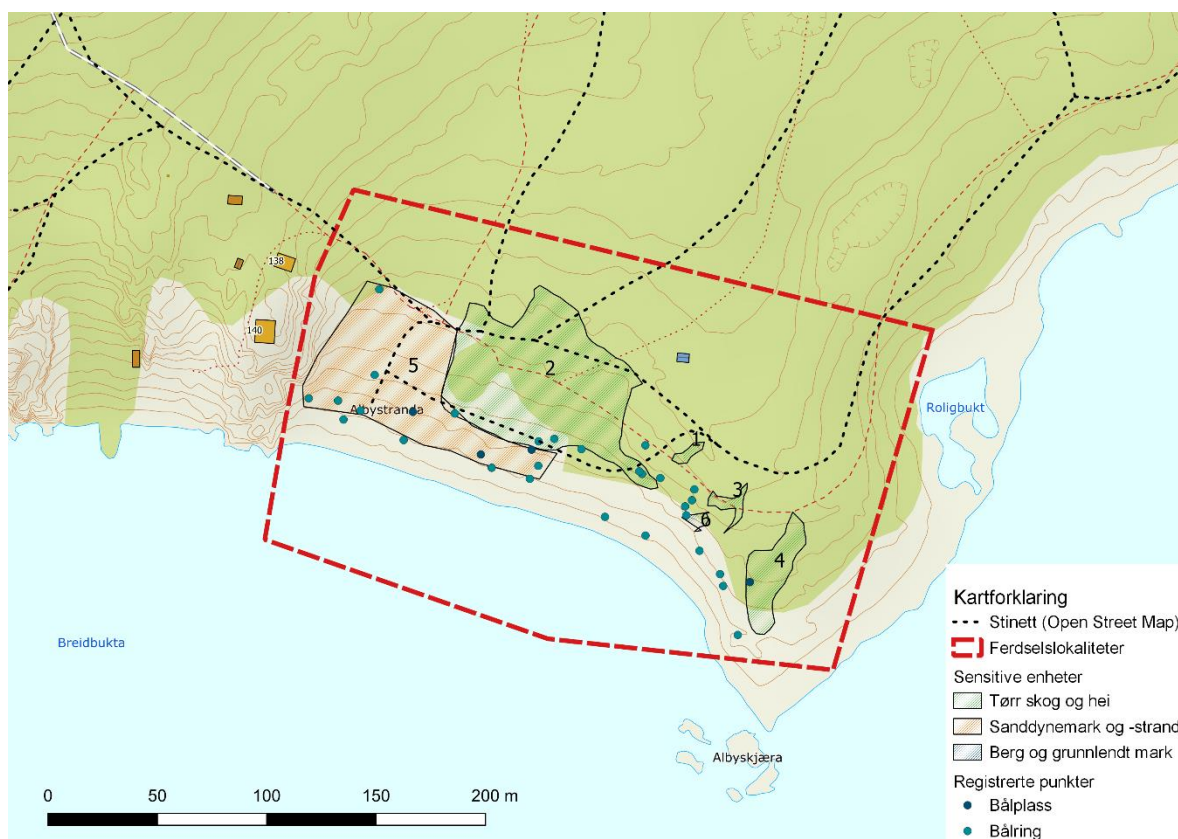 138
140
5
2
Albystranda
1
3
6
4
Roligbukt
Breidbukta
Albyskjæra
0 50 100 150 200 m
Kartforklaring
Stinett (Open Street Map)
Ferdselslokaliteter
Sensitive enheter
Tørr skog og hei
Sanddynemark og -strand
Berg og grunnlendt mark
Registrerte punkter
Bålplass
Bålring